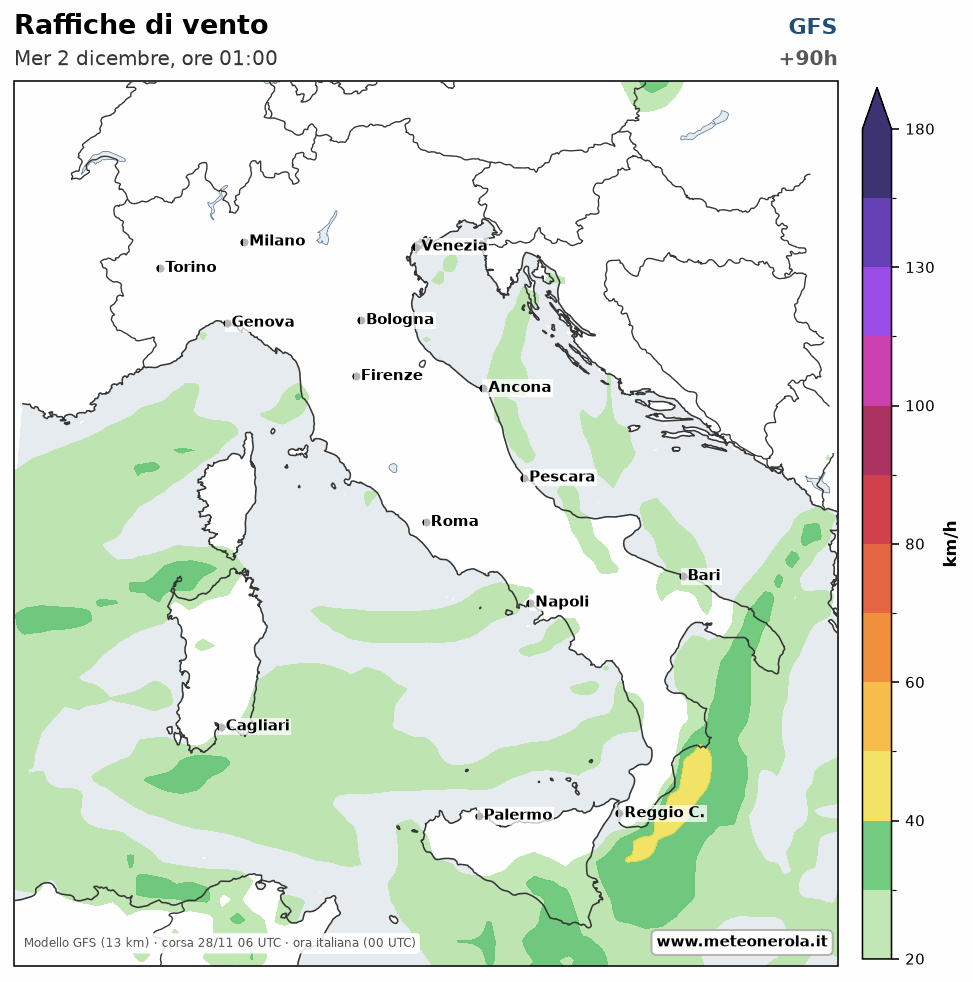 Raffiche di vento
GFS
Mer 2 dicembre, ore 01:00
+90h
180
130
100
80
60
40
20
km/h
Milano
Venezia
Torino
Genova
Bologna
Firenze
Ancona
Pescara
Roma
Bari
Napoli
Cagliari
Palermo
Reggio C.
Modello GFS (13 km) · corsa 28/11 06 UTC · ora italiana (00 UTC)
www.meteonerola.it